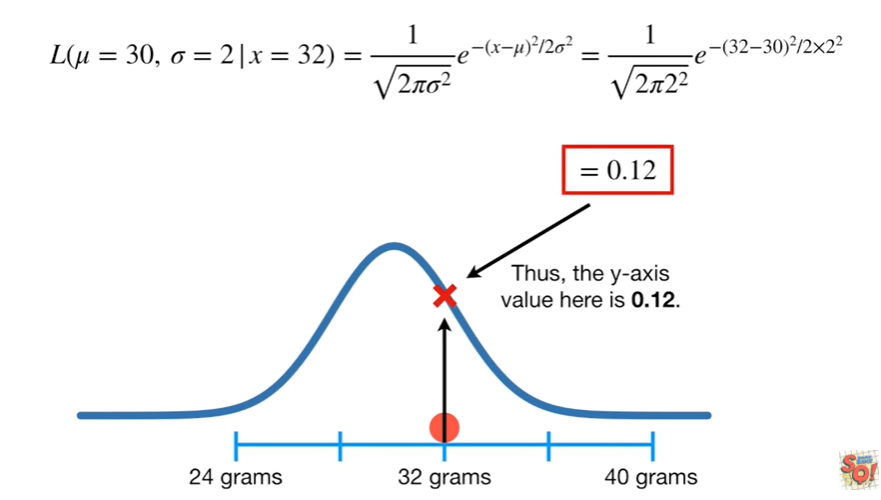 L(μ = 30, σ = 2 | x = 32) = 1/√(2πσ²) e^{−(x−μ)²/2σ²} = 1/√(2π2²) e^{−(32−30)²/2×2²}
= 0.12
Thus, the y-axis
value here is 0.12.
24 grams 32 grams 40 grams
SQ!